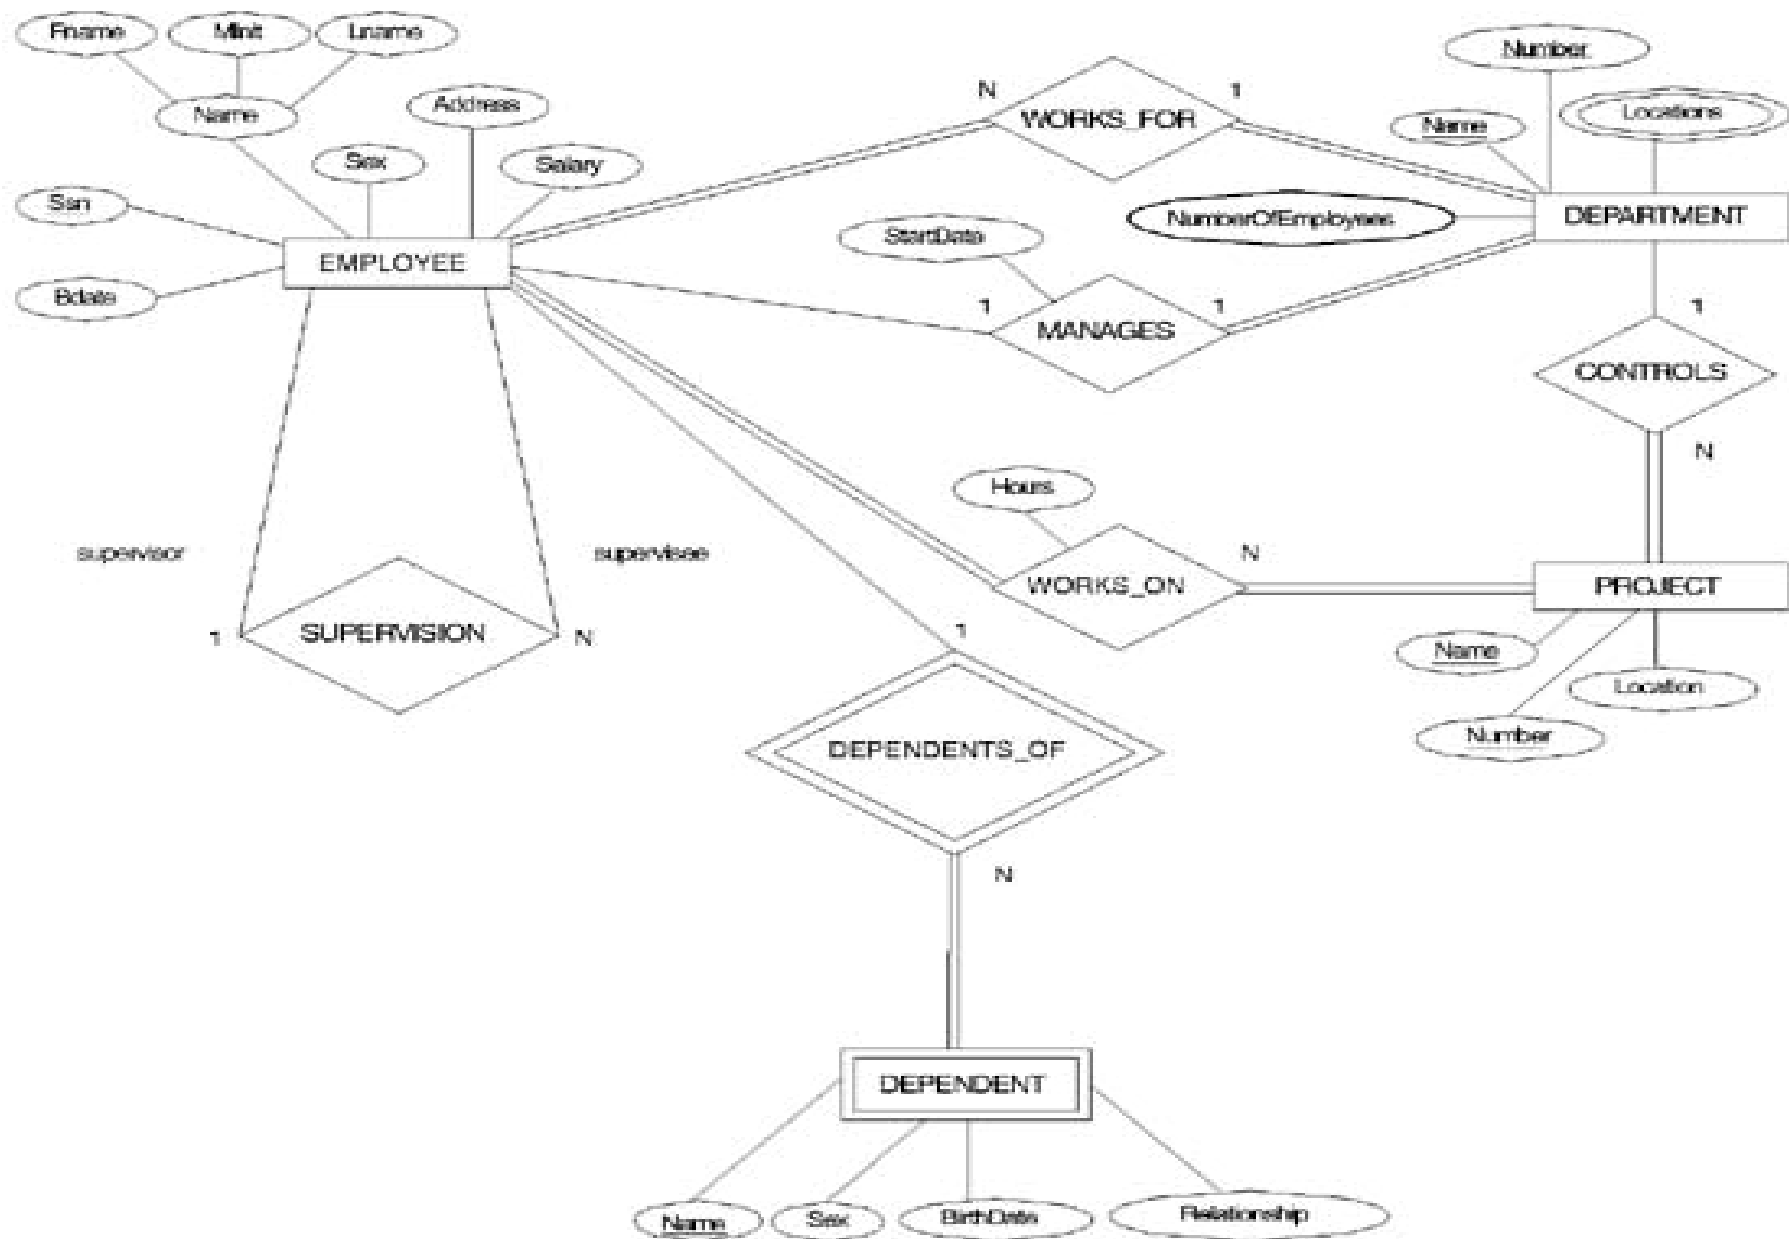 Fname
Minit
Lname
Number
Name
Address
N
1
WORKS_FOR
Name
Locations
Sex
Salary
Ssn
NumberOfEmployees
DEPARTMENT
StartDate
EMPLOYEE
Bdate
1
1
MANAGES
1
CONTROLS
N
Hours
supervisor
supervisee
N
WORKS_ON
PROJECT
1
SUPERVISION
N
1
Name
Location
Number
DEPENDENTS_OF
N
DEPENDENT
Name
Sex
BirthDate
Relationship